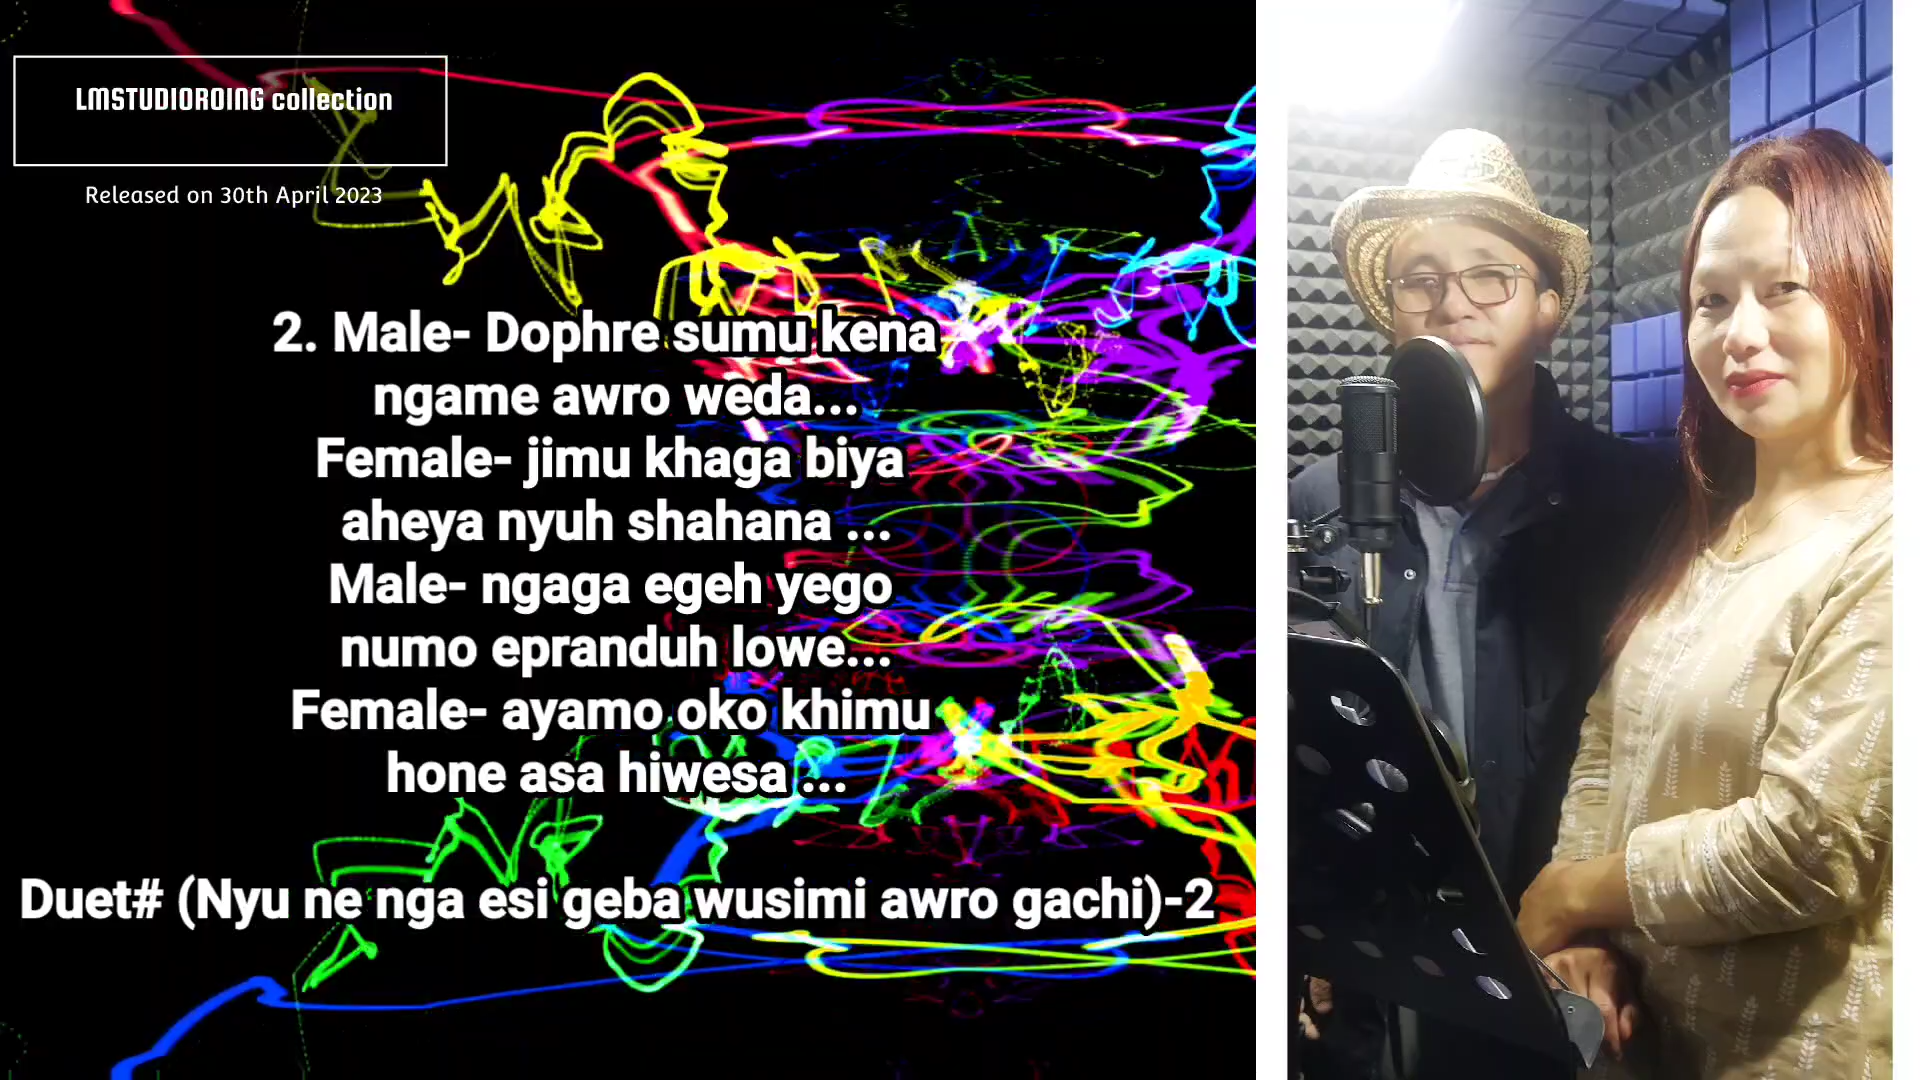 LMSTUDIOROING collection
Released on 30th April 2023
2. Male- Dophre sumu kena
ngame awro weda...
Female- jimu khaga biya
aheya nyuh shahana ...
Male- ngaga egeh yego
numo epranduh lowe...
Female- ayamo oko khimu
hone asa hiwesa ...
Duet# (Nyu ne nga esi geba wusimi awro gachi)-2